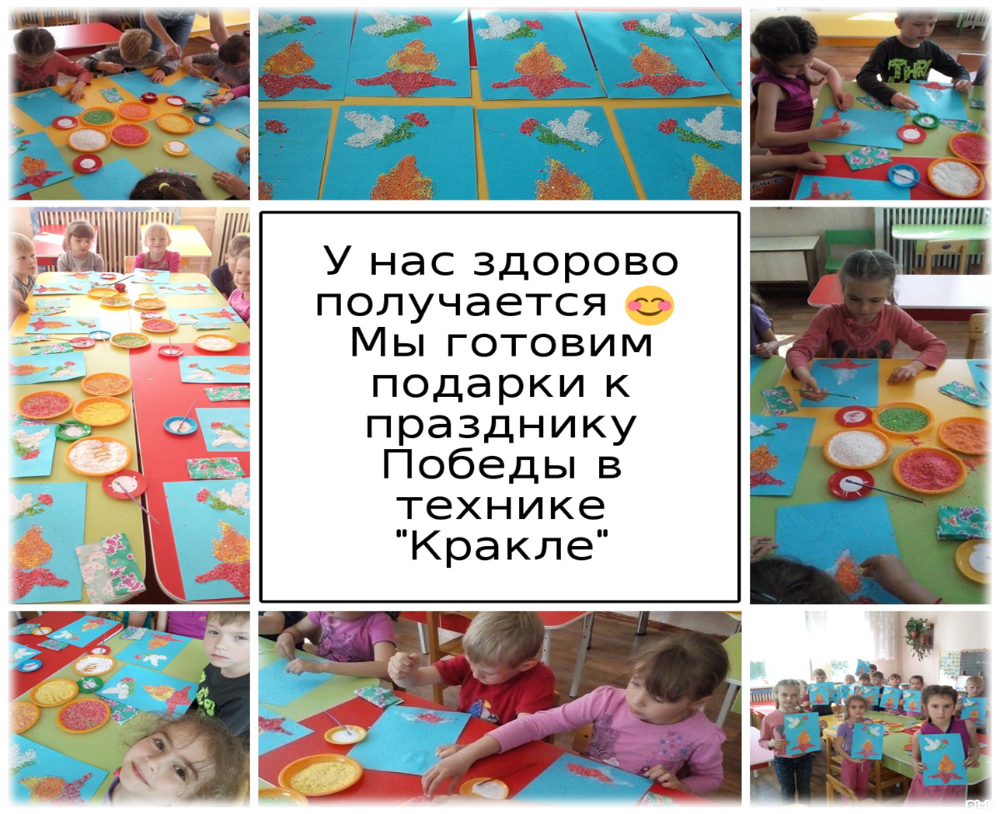 У нас здорово
получается 😊
Мы готовим
подарки к
празднику
Победы в
технике
"Кракле"